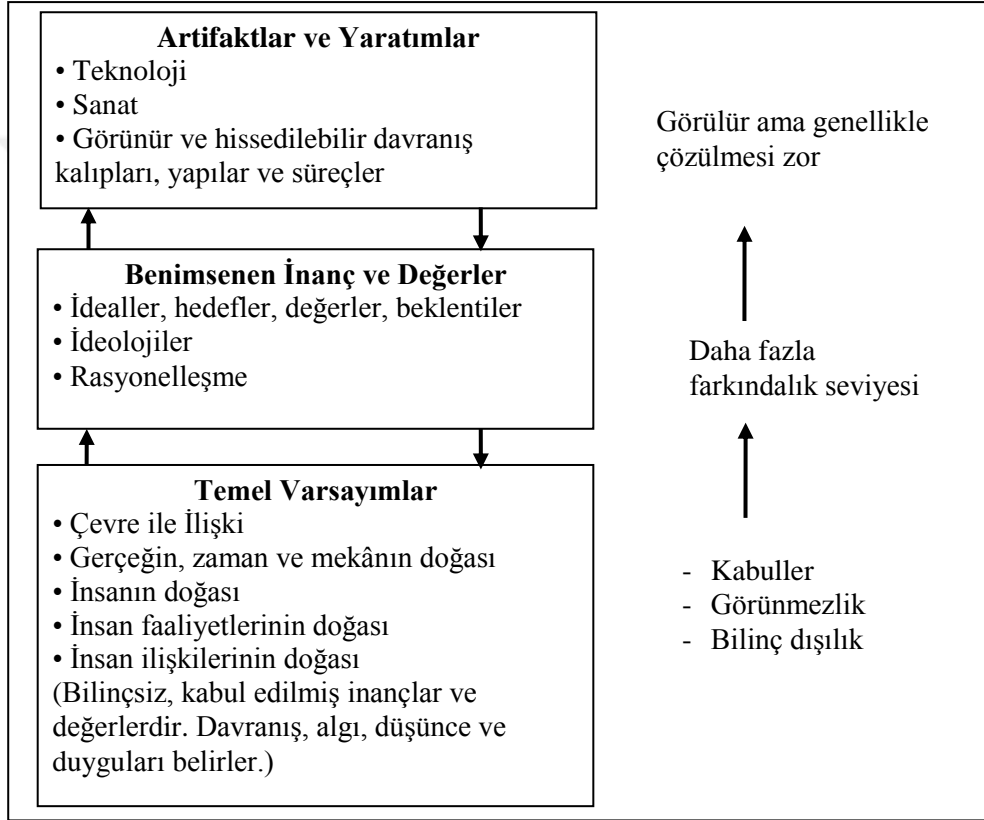 Artifaktlar ve Yaratımlar
• Teknoloji
• Sanat
• Görünür ve hissedilebilir davranış
kalıpları, yapılar ve süreçler
Görülür ama genellikle
çözülmesi zor
Benimsenen İnanç ve Değerler
• İdealler, hedefler, değerler, beklentiler
• İdeolojiler
• Rasyonelleşme
Daha fazla
farkındalık seviyesi
Temel Varsayımlar
• Çevre ile İlişki
• Gerçeğin, zaman ve mekânın doğası
• İnsanın doğası
• İnsan faaliyetlerinin doğası
• İnsan ilişkilerinin doğası
(Bilinçsiz, kabul edilmiş inançlar ve
değerlerdir. Davranış, algı, düşünce ve
duyguları belirler.)
- Kabuller
- Görünmezlik
- Bilinç dışılık